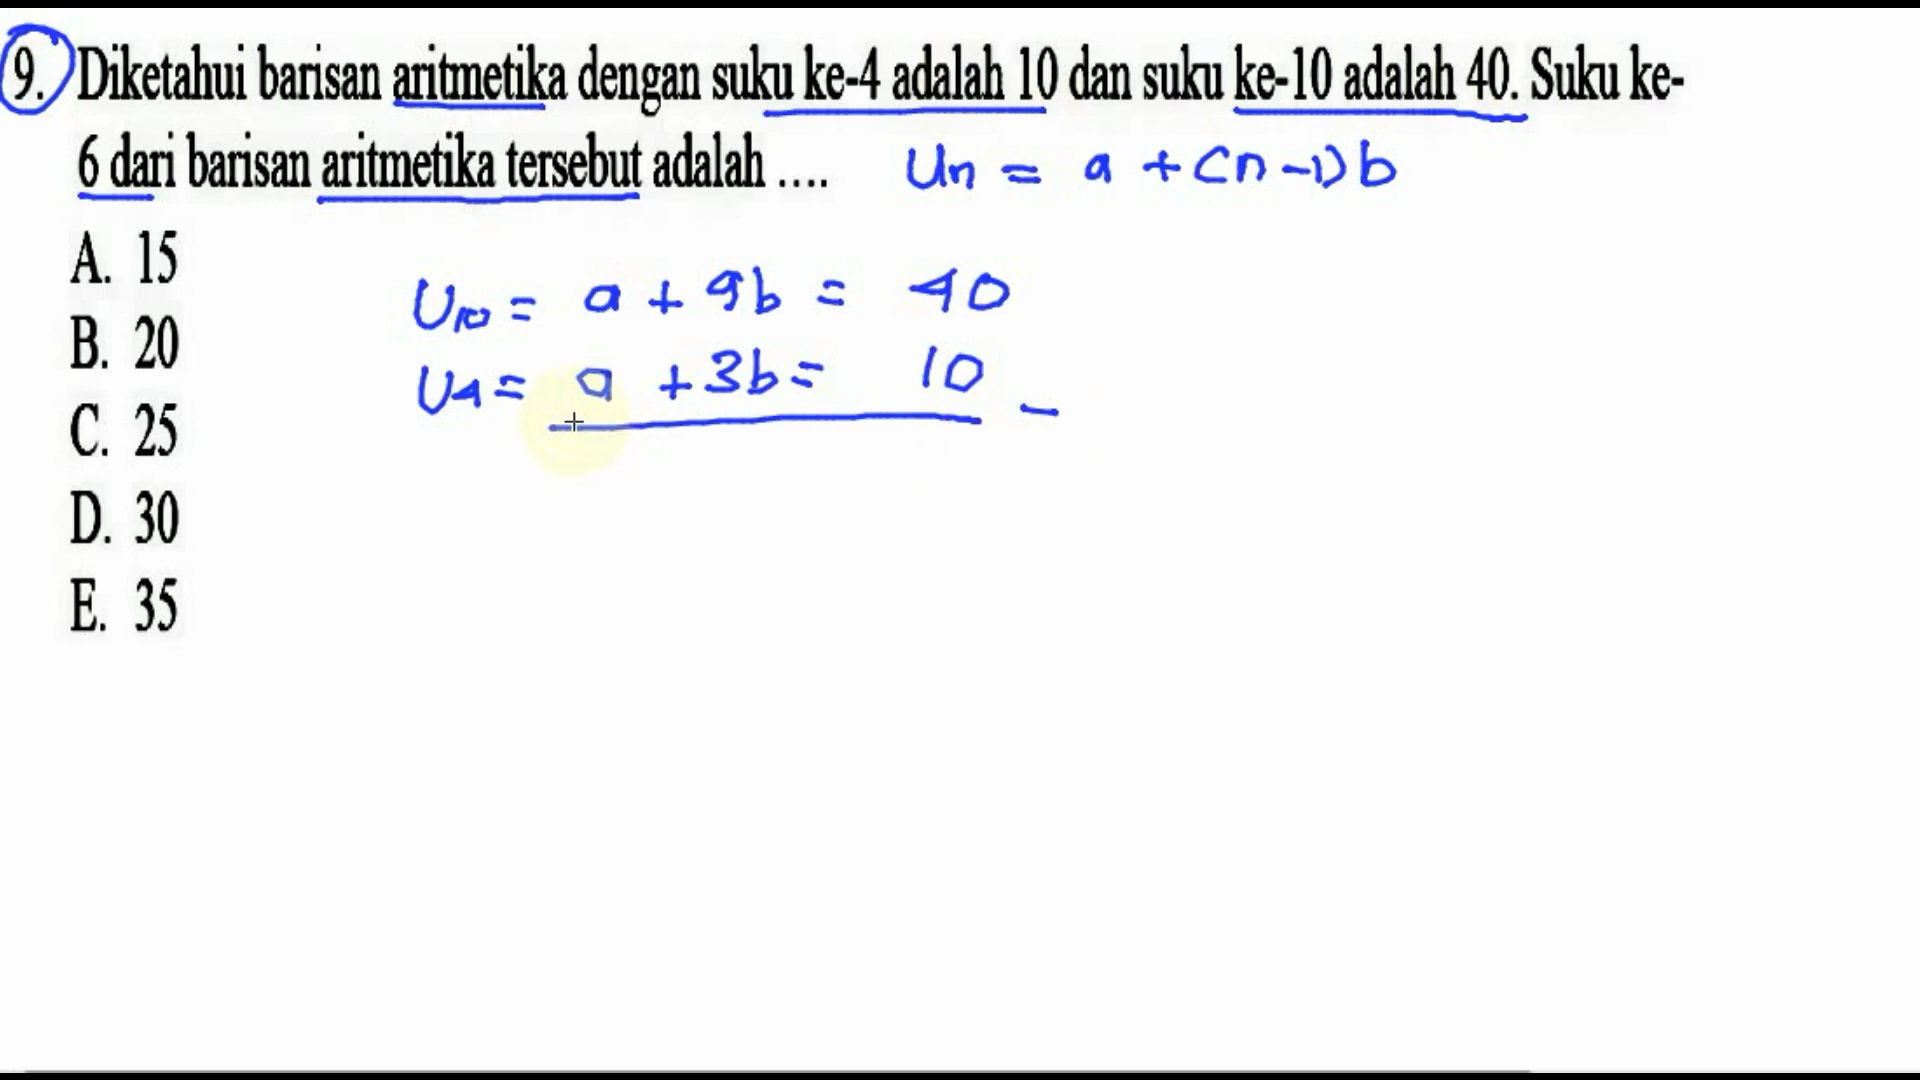 9. Diketahui barisan aritmetika dengan suku ke-4 adalah 10 dan suku ke-10 adalah 40. Suku ke-
6 dari barisan aritmetika tersebut adalah ....
Un = a + (n-1)b
A. 15
B. 20
C. 25
D. 30
E. 35
U10 = a + 9b = 40
U4 = a + 3b = 10 -